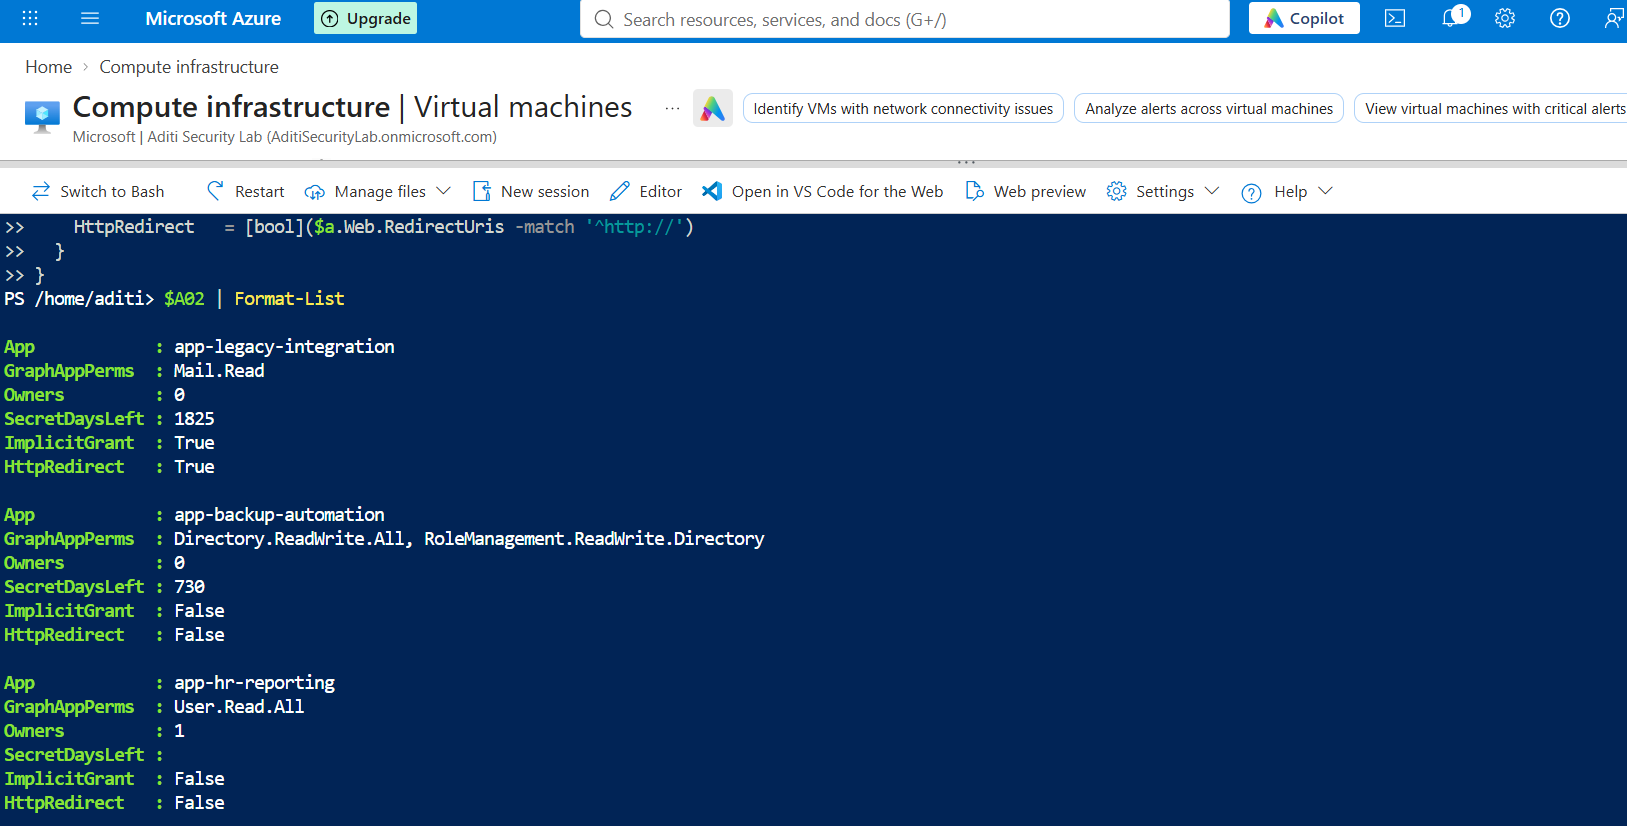 Microsoft Azure Upgrade Search resources, services, and docs (G+/) Copilot 1
Home > Compute infrastructure
Compute infrastructure | Virtual machines ... Identify VMs with network connectivity issues Analyze alerts across virtual machines View virtual machines with critical alerts
Microsoft | Aditi Security Lab (AditiSecurityLab.onmicrosoft.com)
Switch to Bash Restart Manage files New session Editor Open in VS Code for the Web Web preview Settings Help
>>     HttpRedirect   = [bool]($a.Web.RedirectUris -match '^http://')
>>   }
>> }
PS /home/aditi> $A02 | Format-List
App            : app-legacy-integration
GraphAppPerms  : Mail.Read
Owners         : 0
SecretDaysLeft : 1825
ImplicitGrant  : True
HttpRedirect   : True
App            : app-backup-automation
GraphAppPerms  : Directory.ReadWrite.All, RoleManagement.ReadWrite.Directory
Owners         : 0
SecretDaysLeft : 730
ImplicitGrant  : False
HttpRedirect   : False
App            : app-hr-reporting
GraphAppPerms  : User.Read.All
Owners         : 1
SecretDaysLeft :
ImplicitGrant  : False
HttpRedirect   : False